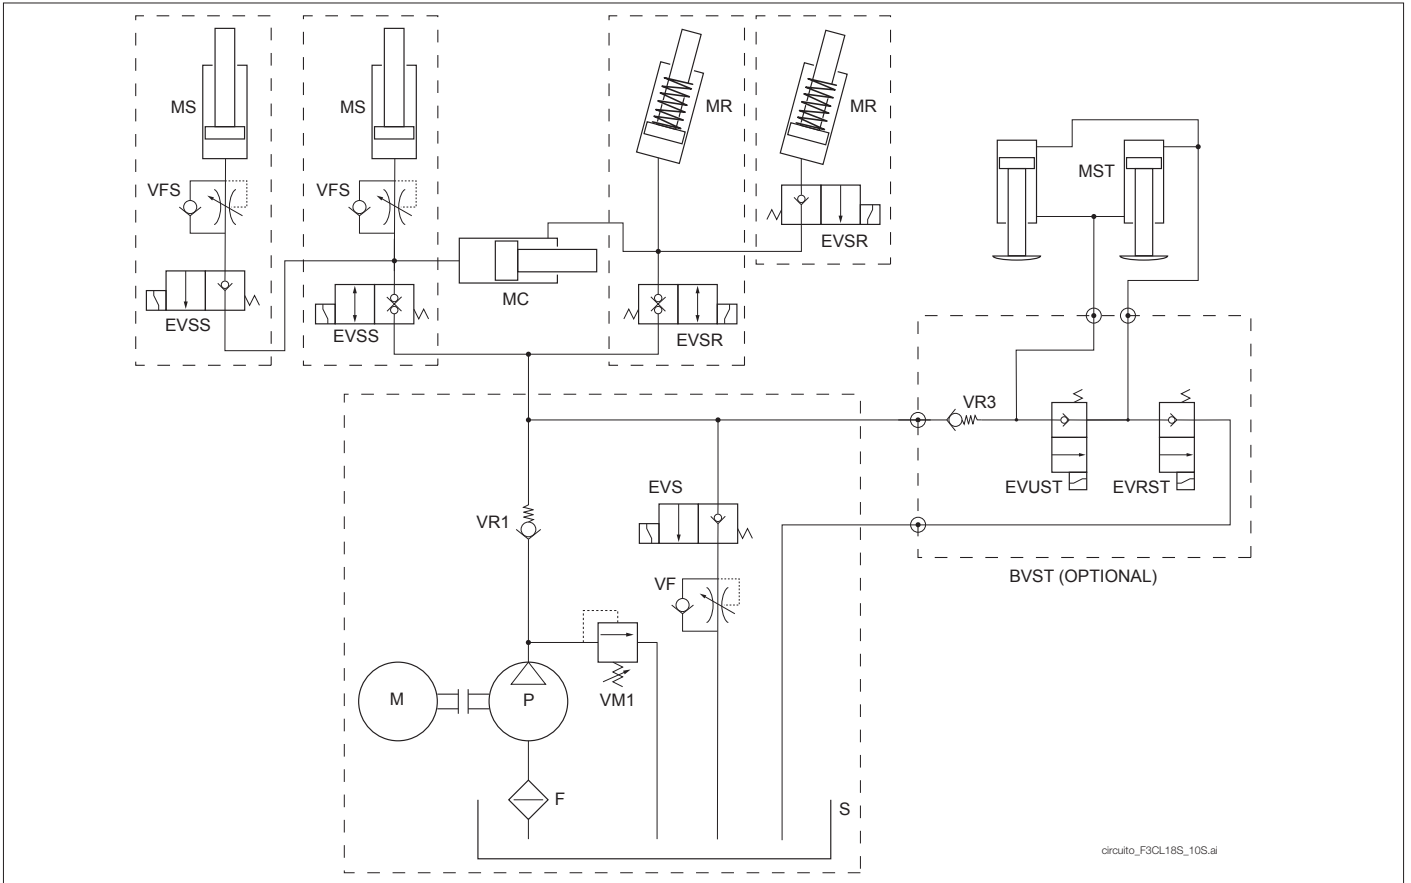 MS
MS
MR
MR
VFS
VFS
MST
EVSR
MC
EVSS
EVSS
EVSR
VR3
EVUST
EVRST
EVS
VR1
BVST (OPTIONAL)
VF
M
P
VM1
F
S
circuito_F3CL18S_10S.ai